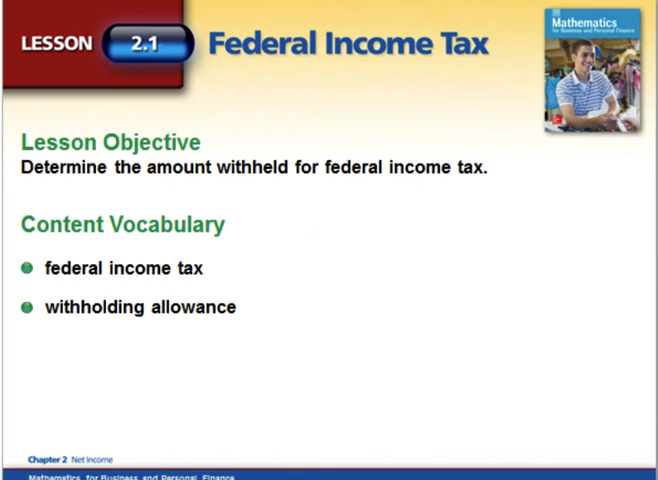 LESSON 2.1 Federal Income Tax
Mathematics
for Business and Personal Finance
Lesson Objective
Determine the amount withheld for federal income tax.
Content Vocabulary
federal income tax
withholding allowance
Chapter 2 Net Income
Mathematics for Business and Personal Finance